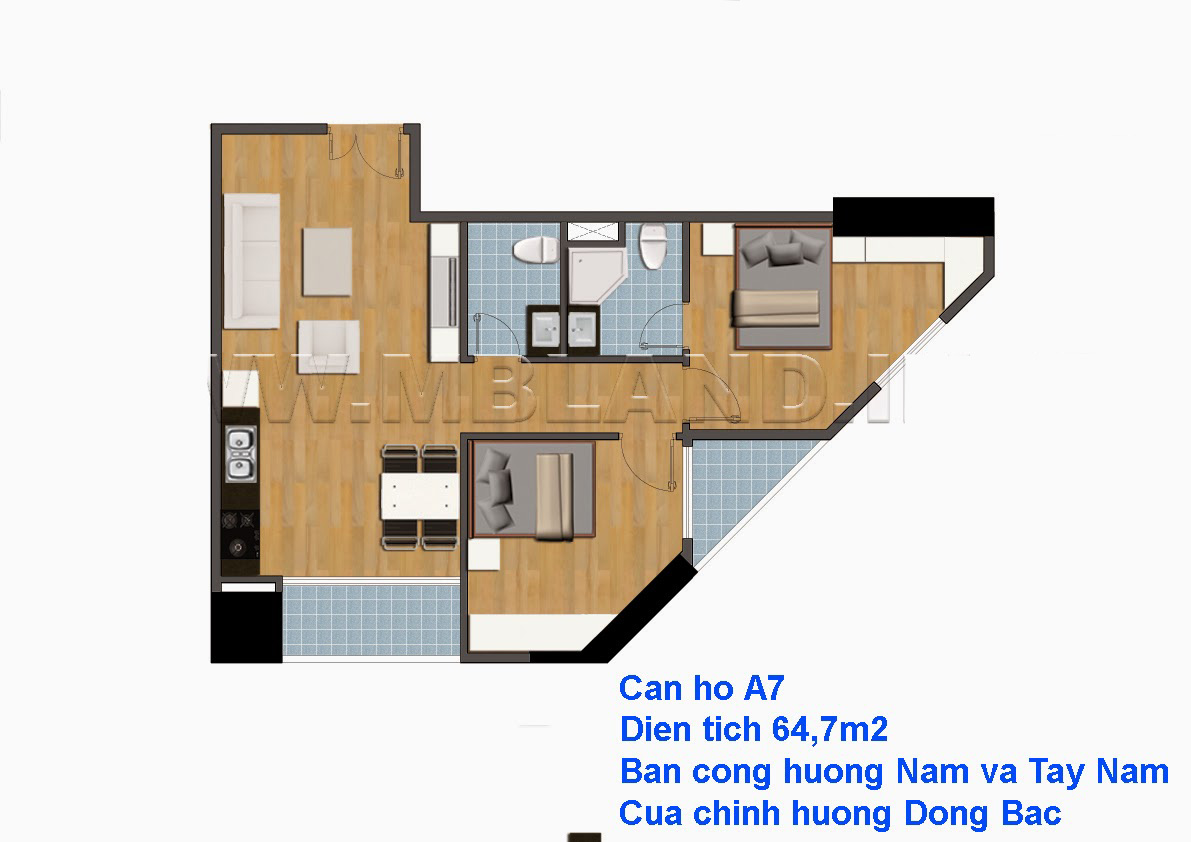 WW.MBLAND.I
Can ho A7
Dien tich 64,7m2
Ban cong huong Nam va Tay Nam
Cua chinh huong Dong Bac